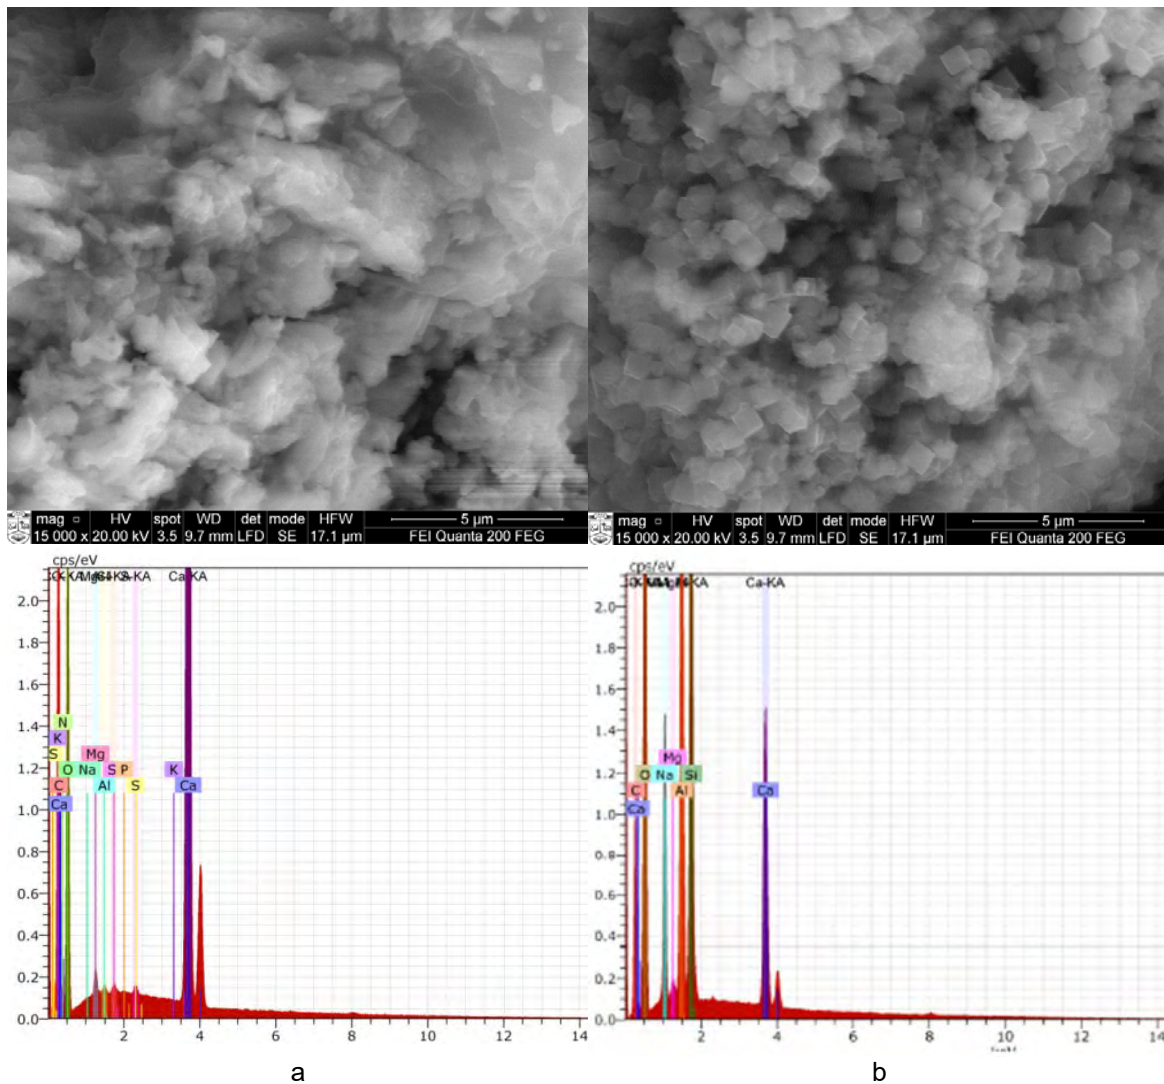 mag □ HV spot WD det mode HFW 5 µm
15 000 x 20.00 kV 3.5 9.7 mm LFD SE 17.1 µm FEI Quanta 200 FEG
mag □ HV spot WD det mode HFW 5 µm
15 000 x 20.00 kV 3.5 9.7 mm LFD SE 17.1 µm FEI Quanta 200 FEG
cps/eV
Ca-KA
2.0
1.8
1.6
1.4
1.2
1.0
0.8
0.6
0.4
0.2
0.0
N
K
S
Mg
O Na S P K
C Al S Ca
Ca
2 4 6 8 10 12 14
a
cps/eV
Ca-KA
2.0
1.8
1.6
1.4
1.2
1.0
0.8
0.6
0.4
0.2
0.0
Mg
O Na Si
C Al Ca
Ca
2 4 6 8 10 12 14
b